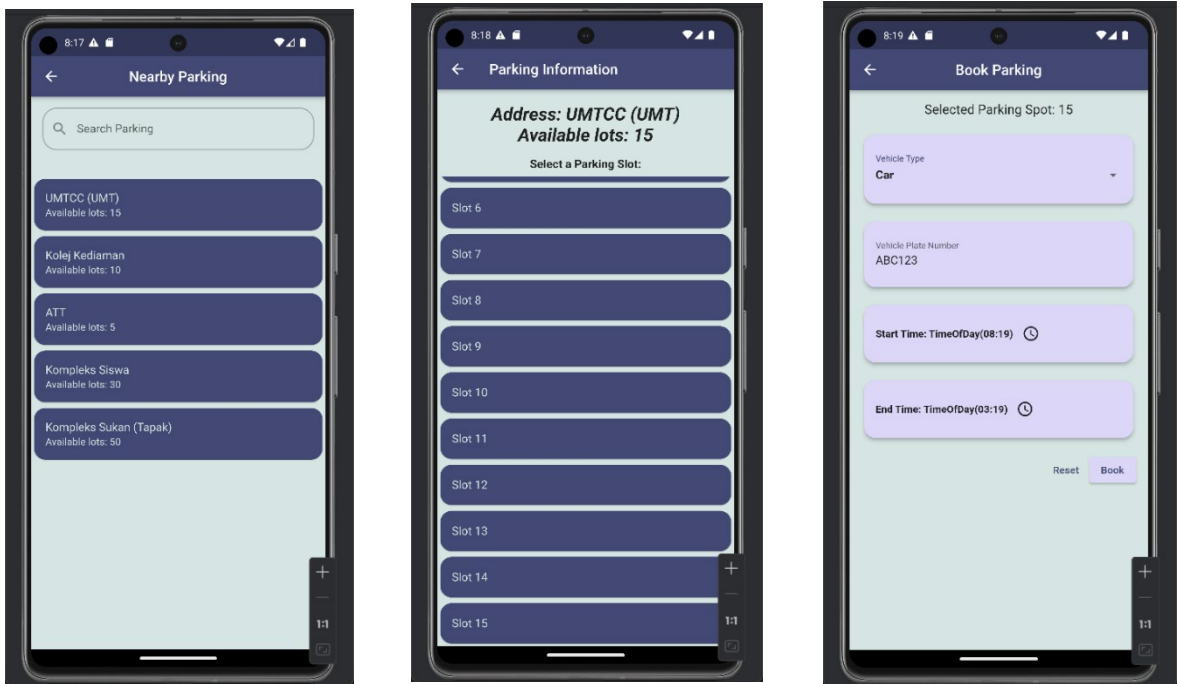 8:17
Nearby Parking
Search Parking
UMTCC (UMT)
Available lots: 15
Kolej Kediaman
Available lots: 10
ATT
Available lots: 5
Kompleks Siswa
Available lots: 30
Kompleks Sukan (Tapak)
Available lots: 50
1:1
8:18
Parking Information
Address: UMTCC (UMT)
Available lots: 15
Select a Parking Slot:
Slot 6
Slot 7
Slot 8
Slot 9
Slot 10
Slot 11
Slot 12
Slot 13
Slot 14
Slot 15
1:1
8:19
Book Parking
Selected Parking Spot: 15
Vehicle Type
Car
Vehicle Plate Number
ABC123
Start Time: TimeOfDay(08:19)
End Time: TimeOfDay(03:19)
Reset Book
1:1